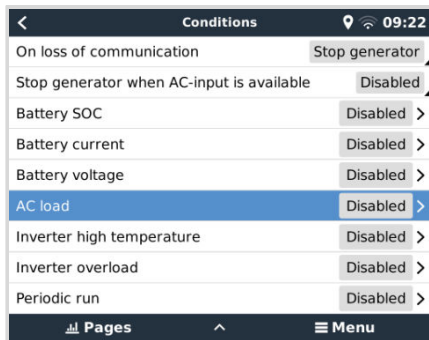 Conditions 09:22
On loss of communication Stop generator
Stop generator when AC-input is available Disabled
Battery SOC Disabled
Battery current Disabled
Battery voltage Disabled
AC load Disabled
Inverter high temperature Disabled
Inverter overload Disabled
Periodic run Disabled
Pages Menu